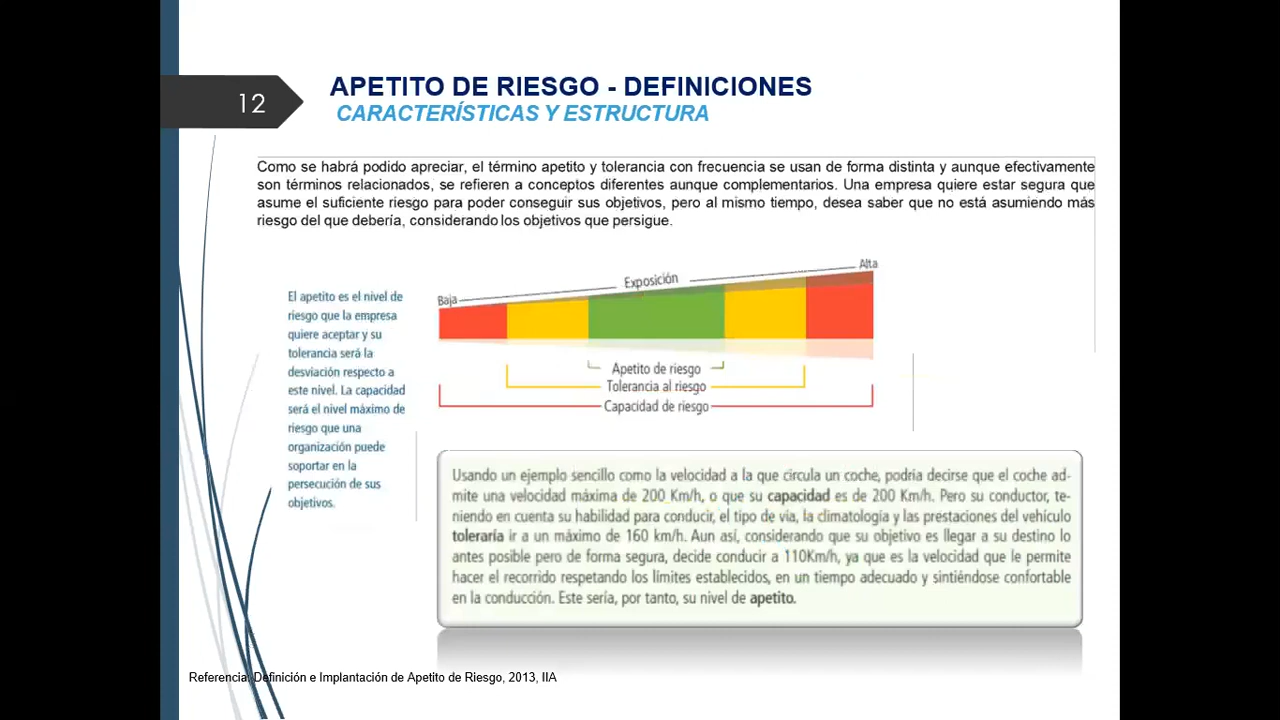 12
APETITO DE RIESGO - DEFINICIONES
CARACTERÍSTICAS Y ESTRUCTURA
Como se habrá podido apreciar, el término apetito y tolerancia con frecuencia se usan de forma distinta y aunque efectivamente
son términos relacionados, se refieren a conceptos diferentes aunque complementarios. Una empresa quiere estar segura que
asume el suficiente riesgo para poder conseguir sus objetivos, pero al mismo tiempo, desea saber que no está asumiendo más
riesgo del que debería, considerando los objetivos que persigue.
El apetito es el nivel de
riesgo que la empresa
quiere aceptar y su
tolerancia será la
desviación respecto a
este nivel. La capacidad
será el nivel máximo de
riesgo que una
organización puede
soportar en la
persecución de sus
objetivos.
Baja
Exposición
Alta
Apetito de riesgo
Tolerancia al riesgo
Capacidad de riesgo
Usando un ejemplo sencillo como la velocidad a la que circula un coche, podría decirse que el coche ad-
mite una velocidad máxima de 200 Km/h, o que su capacidad es de 200 Km/h. Pero su conductor, te-
niendo en cuenta su habilidad para conducir, el tipo de vía, la climatología y las prestaciones del vehículo
toleraría ir a un máximo de 160 km/h. Aun así, considerando que su objetivo es llegar a su destino lo
antes posible pero de forma segura, decide conducir a 110Km/h, ya que es la velocidad que le permite
hacer el recorrido respetando los límites establecidos, en un tiempo adecuado y sintiéndose confortable
en la conducción. Este sería, por tanto, su nivel de apetito.
Referencia: Definición e Implantación de Apetito de Riesgo, 2013, IIA